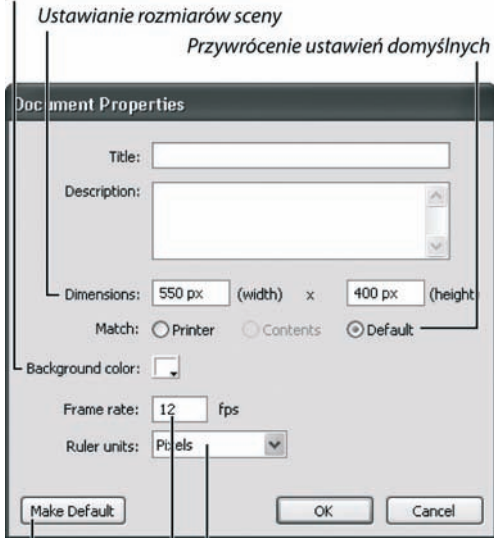 Ustawianie rozmiarów sceny
Przywrócenie ustawień domyślnych
Document Properties
Title:
Description:
Dimensions: 550 px (width) x 400 px (height)
Match: Printer Contents Default
Background color:
Frame rate: 12 fps
Ruler units: Pixels
Make Default OK Cancel